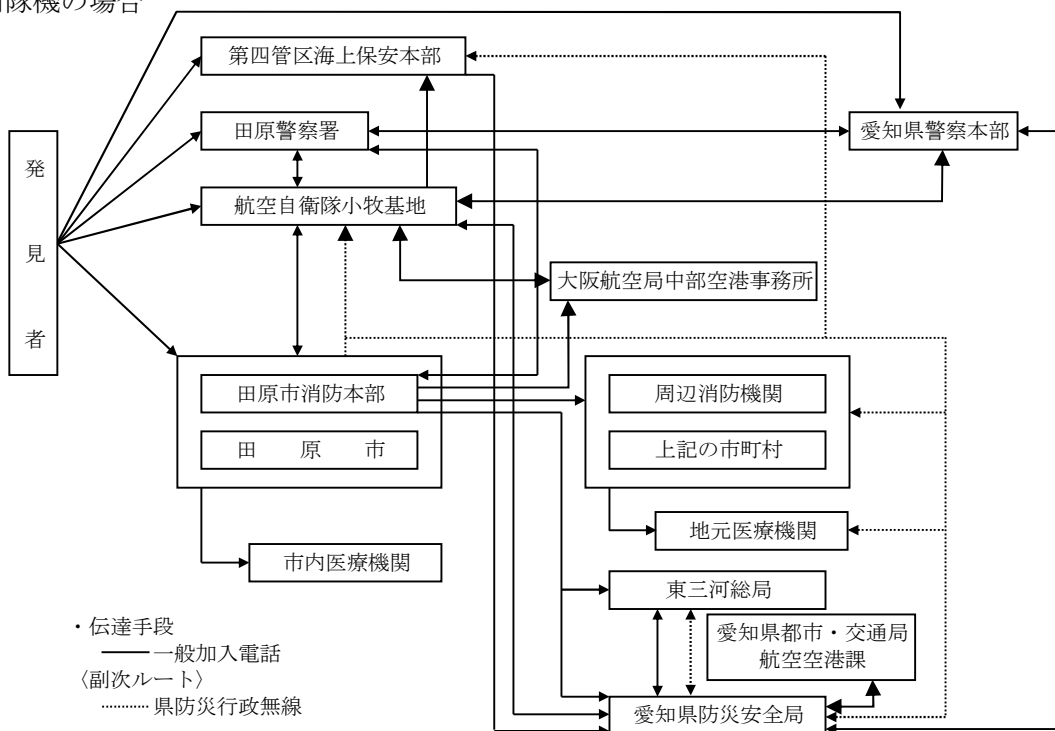 隊機の場合
第四管区海上保安本部
田原警察署
愛知県警察本部
発見者
航空自衛隊小牧基地
大阪航空局中部空港事務所
田原市消防本部
周辺消防機関
田　原　市
上記の市町村
地元医療機関
市内医療機関
東三河総局
・伝達手段
一般加入電話
〈副次ルート〉
県防災行政無線
愛知県都市・交通局
航空空港課
愛知県防災安全局